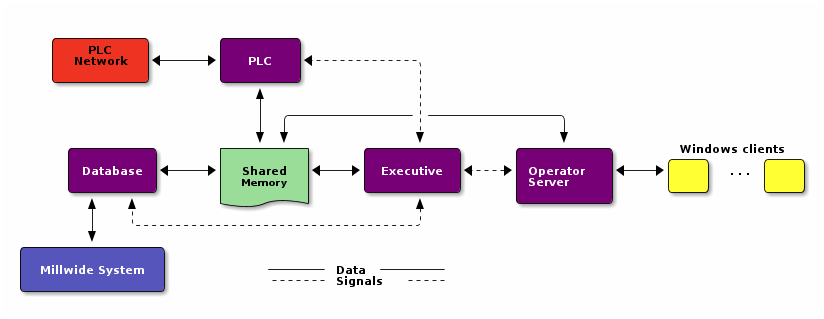 PLC
Network
PLC
Windows clients
Database
Shared
Memory
Executive
Operator
Server
. . .
Millwide System
Data
Signals